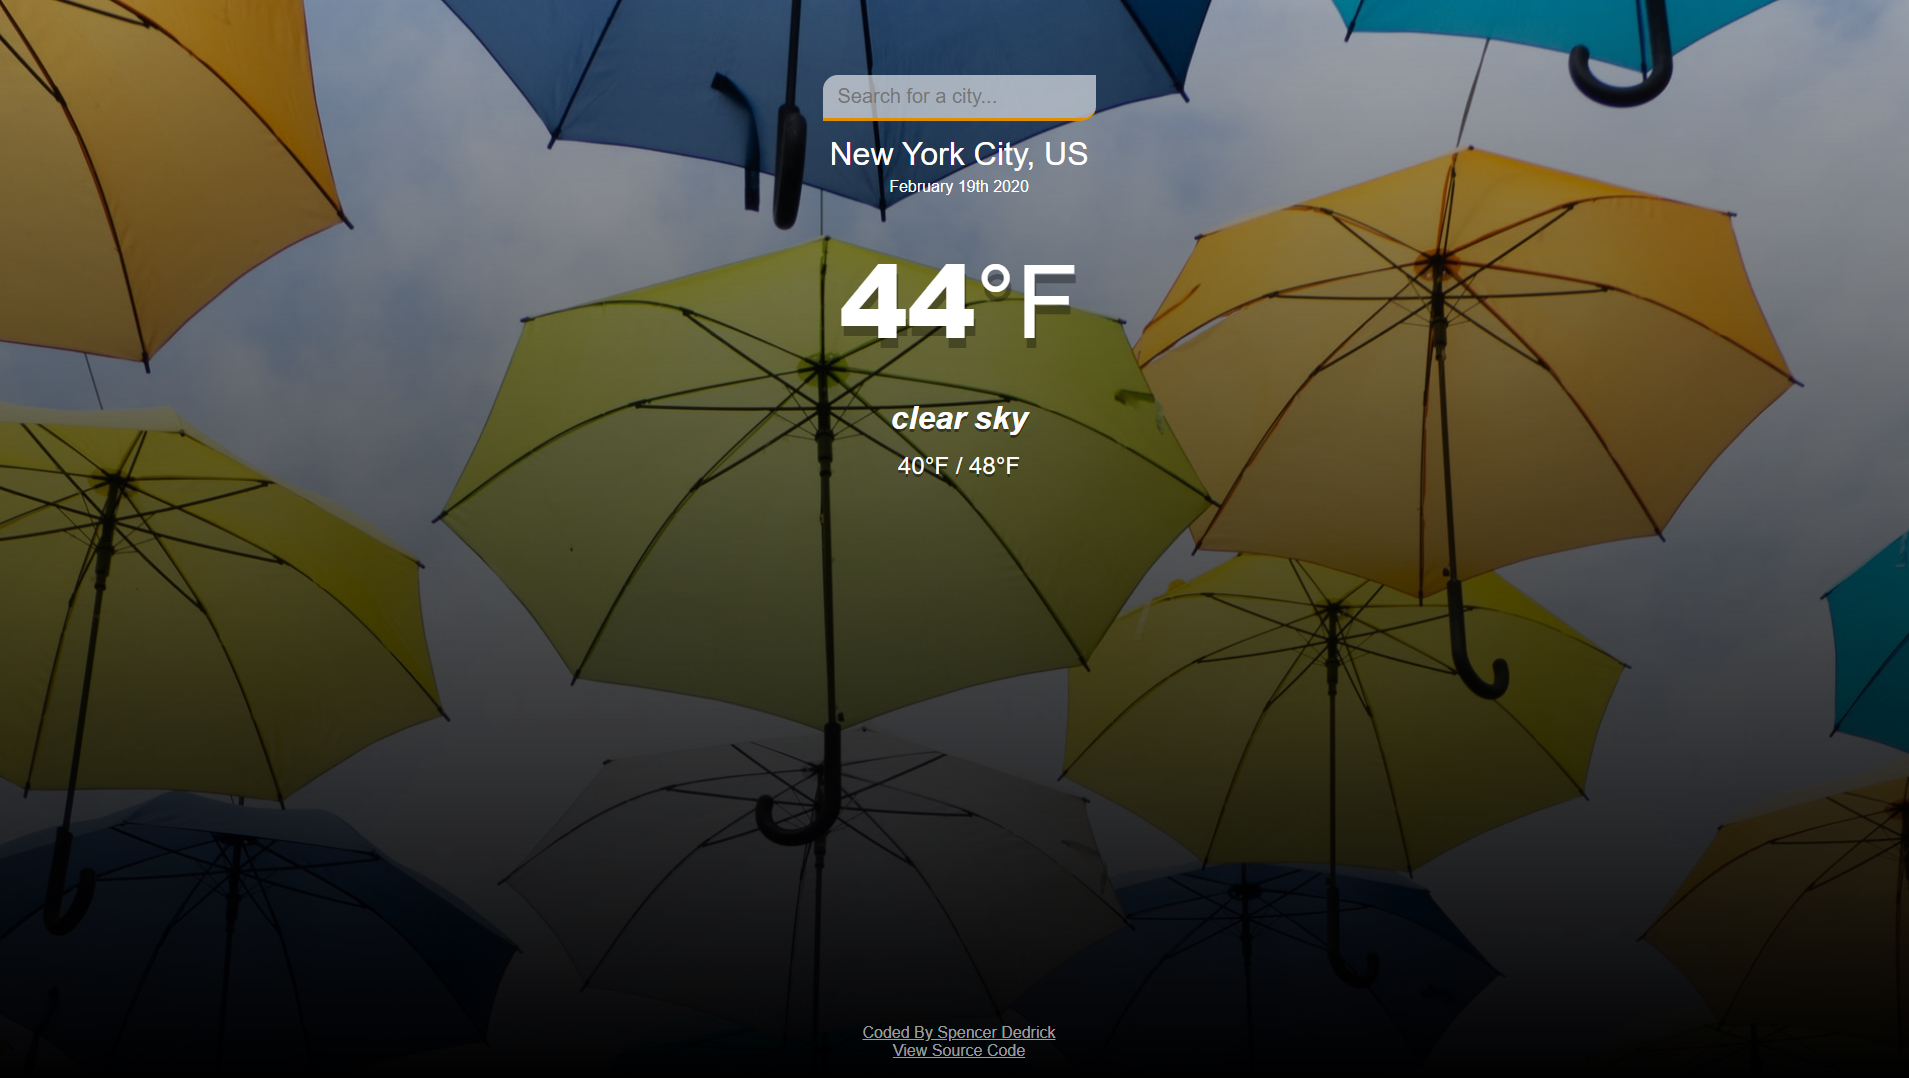 Search for a city...
New York City, US
February 19th 2020
44°F
clear sky
40°F / 48°F
Coded By Spencer Dedrick
View Source Code